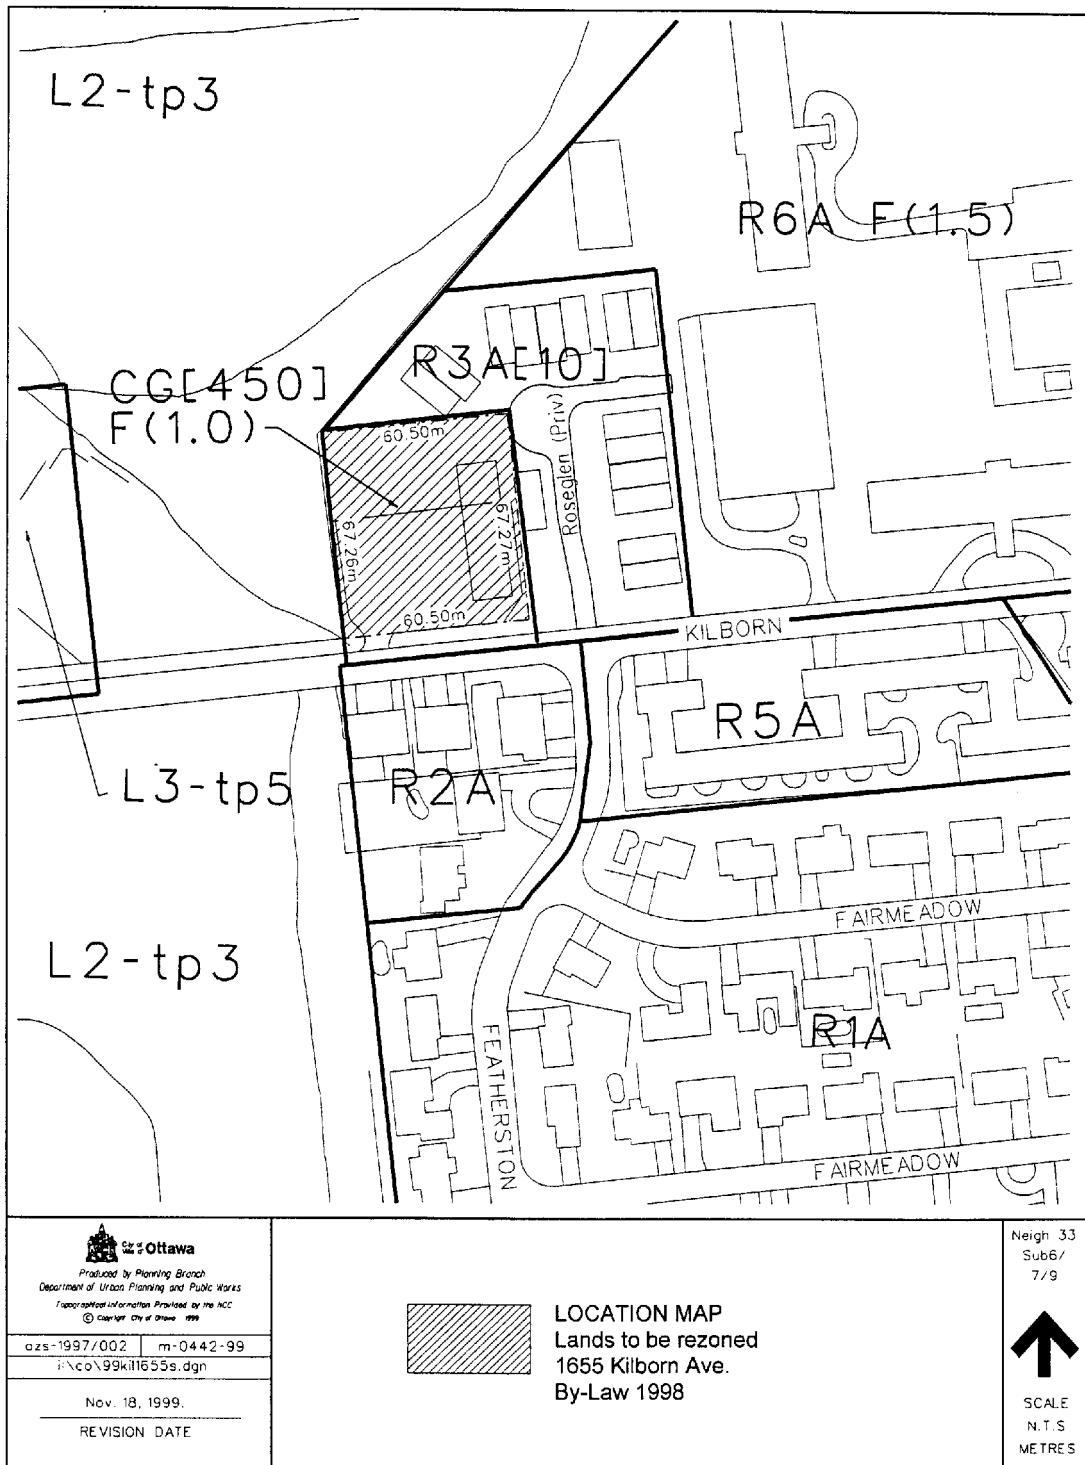 L2-tp3
R6A F(1.5)
R3A[10]
CG[450]
F(1.0)
60.50m
Roseglen (Priv)
67.26m
67.27m
60.50m
KILBORN
R5A
L3-tp5
R2A
FAIRMEADOW
L2-tp3
R1A
FEATHERSTON
FAIRMEADOW
Ottawa
Produced by Planning Branch
Department of Urban Planning and Public Works
Topographical Information Provided by the NCC
© Copyright City of Ottawa 1999
azs-1997/002 m-0442-99
i:\co\99kil1655s.dgn
Nov. 18, 1999.
REVISION DATE
LOCATION MAP
Lands to be rezoned
1655 Kilborn Ave.
By-Law 1998
Neigh 33
Sub6/
7/9
SCALE
N.T.S
METRES